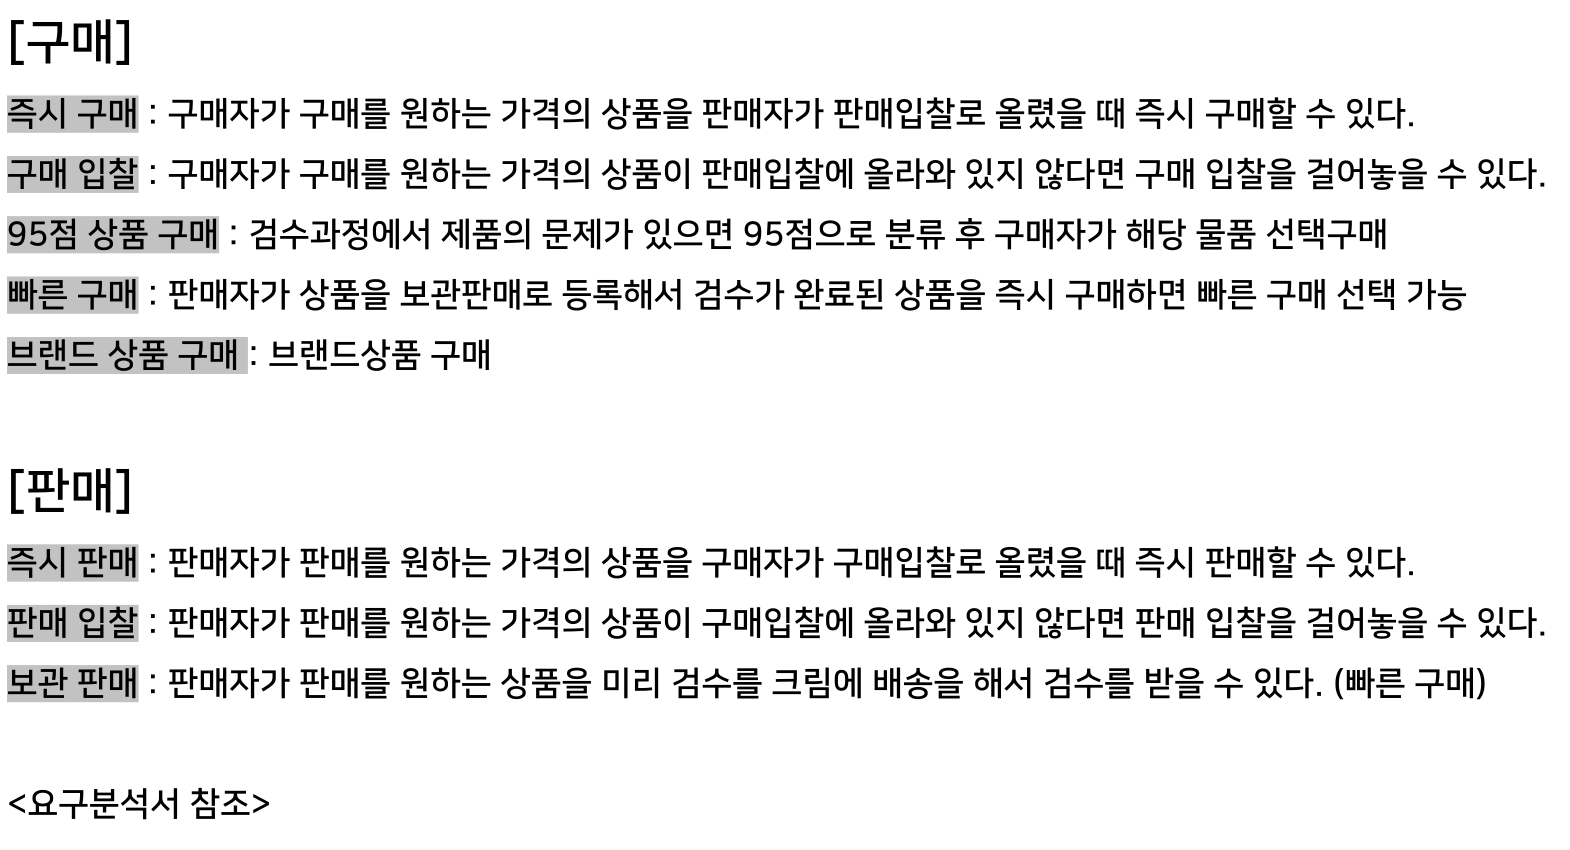 [구매]
즉시 구매 : 구매자가 구매를 원하는 가격의 상품을 판매자가 판매입찰로 올렸을 때 즉시 구매할 수 있다.
구매 입찰 : 구매자가 구매를 원하는 가격의 상품이 판매입찰에 올라와 있지 않다면 구매 입찰을 걸어놓을 수 있다.
95점 상품 구매 : 검수과정에서 제품의 문제가 있으면 95점으로 분류 후 구매자가 해당 물품 선택구매
빠른 구매 : 판매자가 상품을 보관판매로 등록해서 검수가 완료된 상품을 즉시 구매하면 빠른 구매 선택 가능
브랜드 상품 구매 : 브랜드상품 구매
[판매]
즉시 판매 : 판매자가 판매를 원하는 가격의 상품을 구매자가 구매입찰로 올렸을 때 즉시 판매할 수 있다.
판매 입찰 : 판매자가 판매를 원하는 가격의 상품이 구매입찰에 올라와 있지 않다면 판매 입찰을 걸어놓을 수 있다.
보관 판매 : 판매자가 판매를 원하는 상품을 미리 검수를 크림에 배송을 해서 검수를 받을 수 있다. (빠른 구매)
<요구분석서 참조>